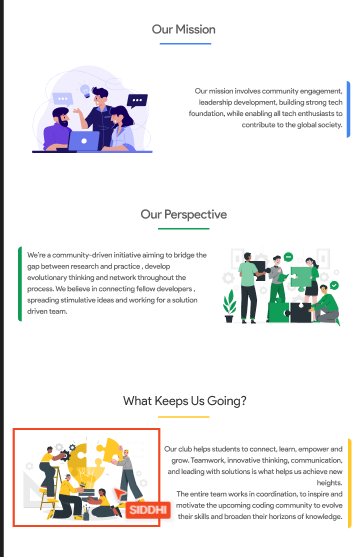 Our Mission
Our mission involves community engagement,
leadership development, building strong tech
foundation, while enabling all tech enthusiasts to
contribute to the global society.
Our Perspective
We're a community-driven initiative aiming to bridge the
gap between research and practice , develop
evolutionary thinking and network throughout the
process. We believe in connecting fellow developers ,
spreading stimulative ideas and working for a solution
driven team.
What Keeps Us Going?
Our club helps students to connect, learn, empower and
grow. Teamwork, innovative thinking, communication,
and leading with solutions is what helps us achieve new
heights.
The entire team works in coordination, to inspire and
motivate the upcoming coding community to evolve
their skills and broaden their horizons of knowledge.
SIDDHI